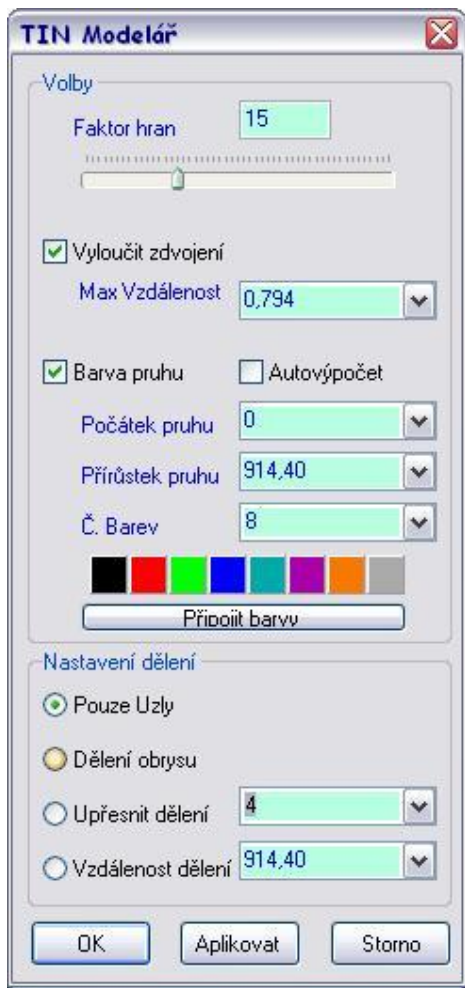 TIN Modelář
Volby
Faktor hran 15
Vyloučit zdvojení
Max Vzdálenost 0,794
Barva pruhu Autovýpočet
Počátek pruhu 0
Přírůstek pruhu 914,40
Č. Barev 8
Připojit barvy
Nastavení dělení
Pouze Uzly
Dělení obrysu
Upřesnit dělení 4
Vzdálenost dělení 914,40
OK Aplikovat Storno